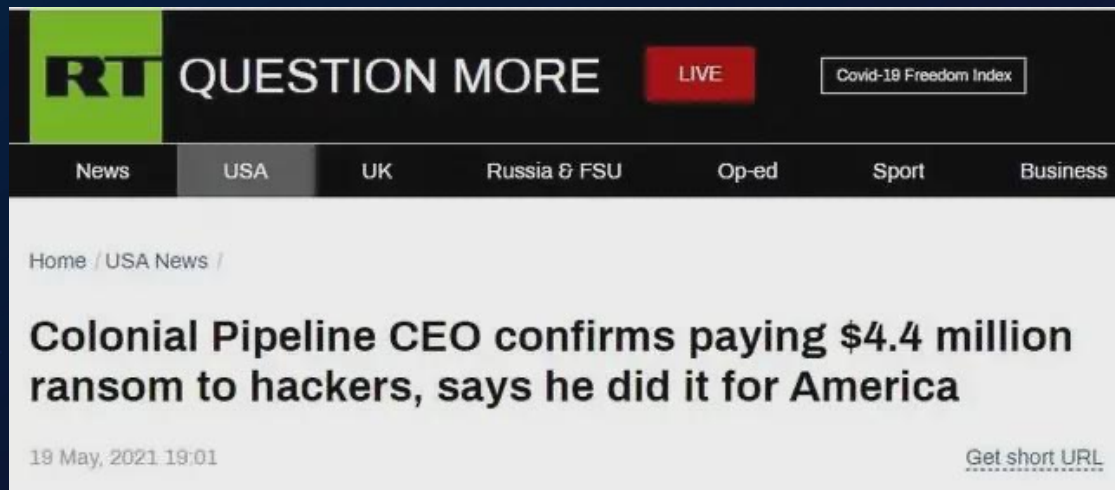 RT QUESTION MORE LIVE Covid-19 Freedom Index
News USA UK Russia & FSU Op-ed Sport Business
Home / USA News /
Colonial Pipeline CEO confirms paying $4.4 million
ransom to hackers, says he did it for America
19 May, 2021 19:01 Get short URL